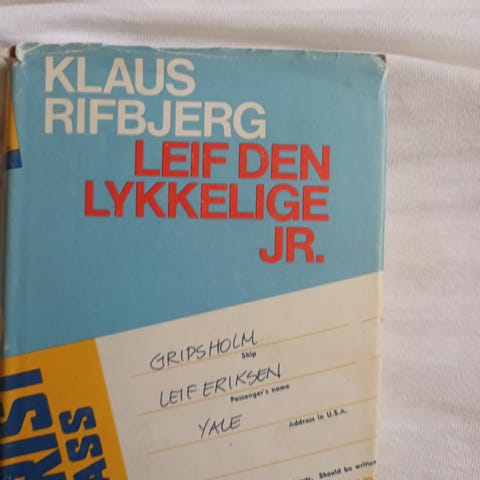 KLAUS
RIFBJERG
LEIF DEN
LYKKELIGE
JR.
GRIPSHOLM
Ship
LEIF ERIKSEN
Passenger's name
YALE
Address in U.S.A.
Should be written
RIST
ASS